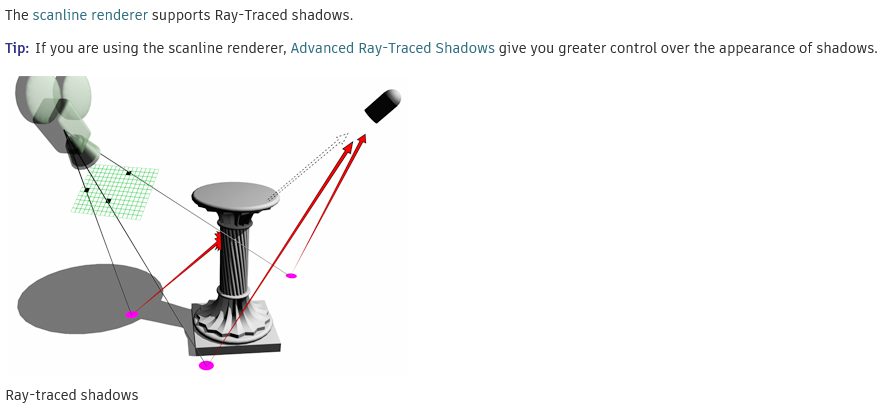 The scanline renderer supports Ray-Traced shadows.
Tip: If you are using the scanline renderer, Advanced Ray-Traced Shadows give you greater control over the appearance of shadows.
Ray-traced shadows